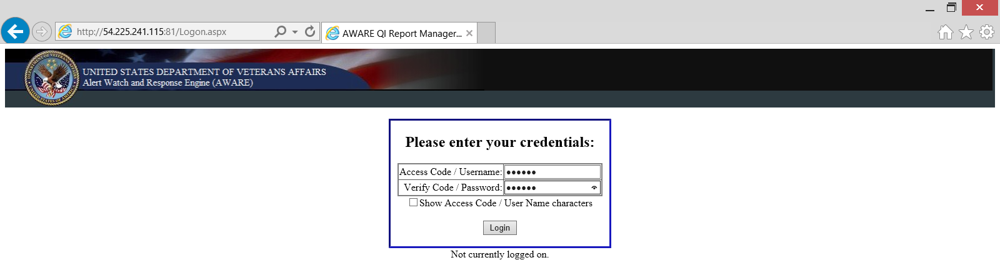 http://54.225.241.115:81/Logon.aspx
AWARE QI Report Manager...
UNITED STATES DEPARTMENT OF VETERANS AFFAIRS
Alert Watch and Response Engine (AWARE)
Please enter your credentials:
Access Code / Username: ••••••
Verify Code / Password: ••••••
Show Access Code / User Name characters
Login
Not currently logged on.